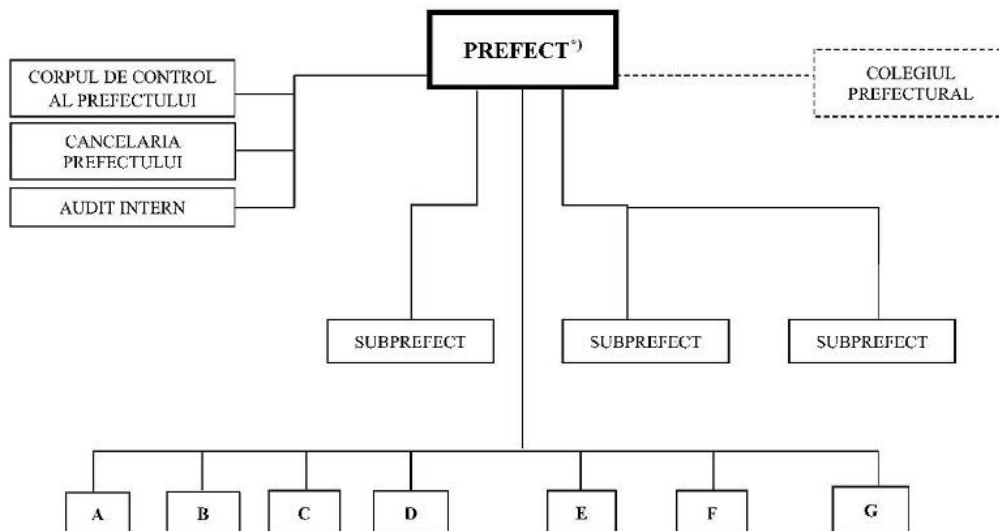 PREFECT*)
CORPUL DE CONTROL
AL PREFECTULUI
CANCELARIA
PREFECTULUI
AUDIT INTERN
COLEGIUL
PREFECTURAL
SUBPREFECT
SUBPREFECT
SUBPREFECT
A
B
C
D
E
F
G